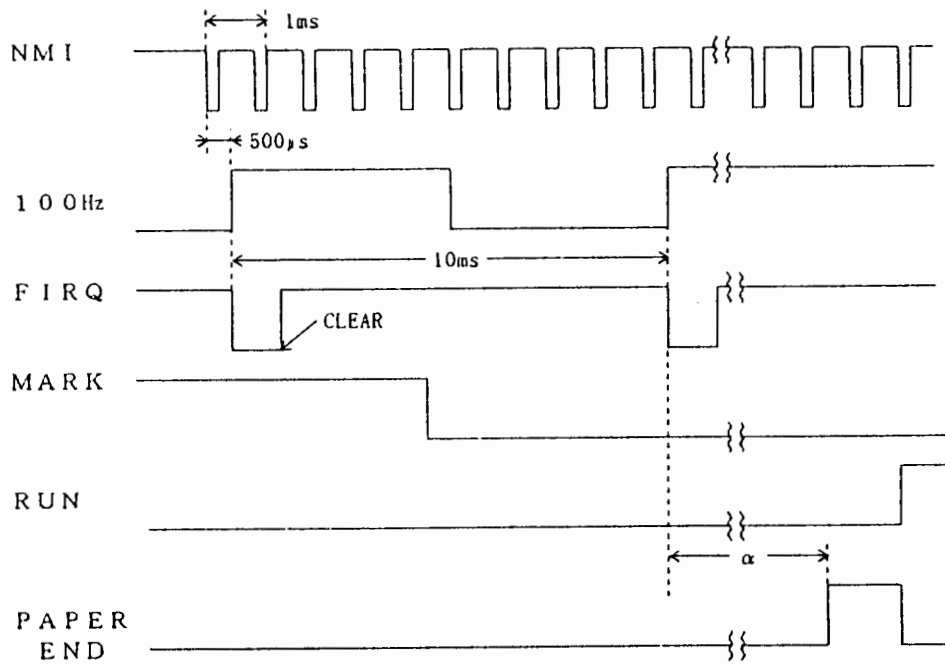 1ms
NMI
500μs
100Hz
10ms
FIRQ
CLEAR
MARK
RUN
α
PAPER
END